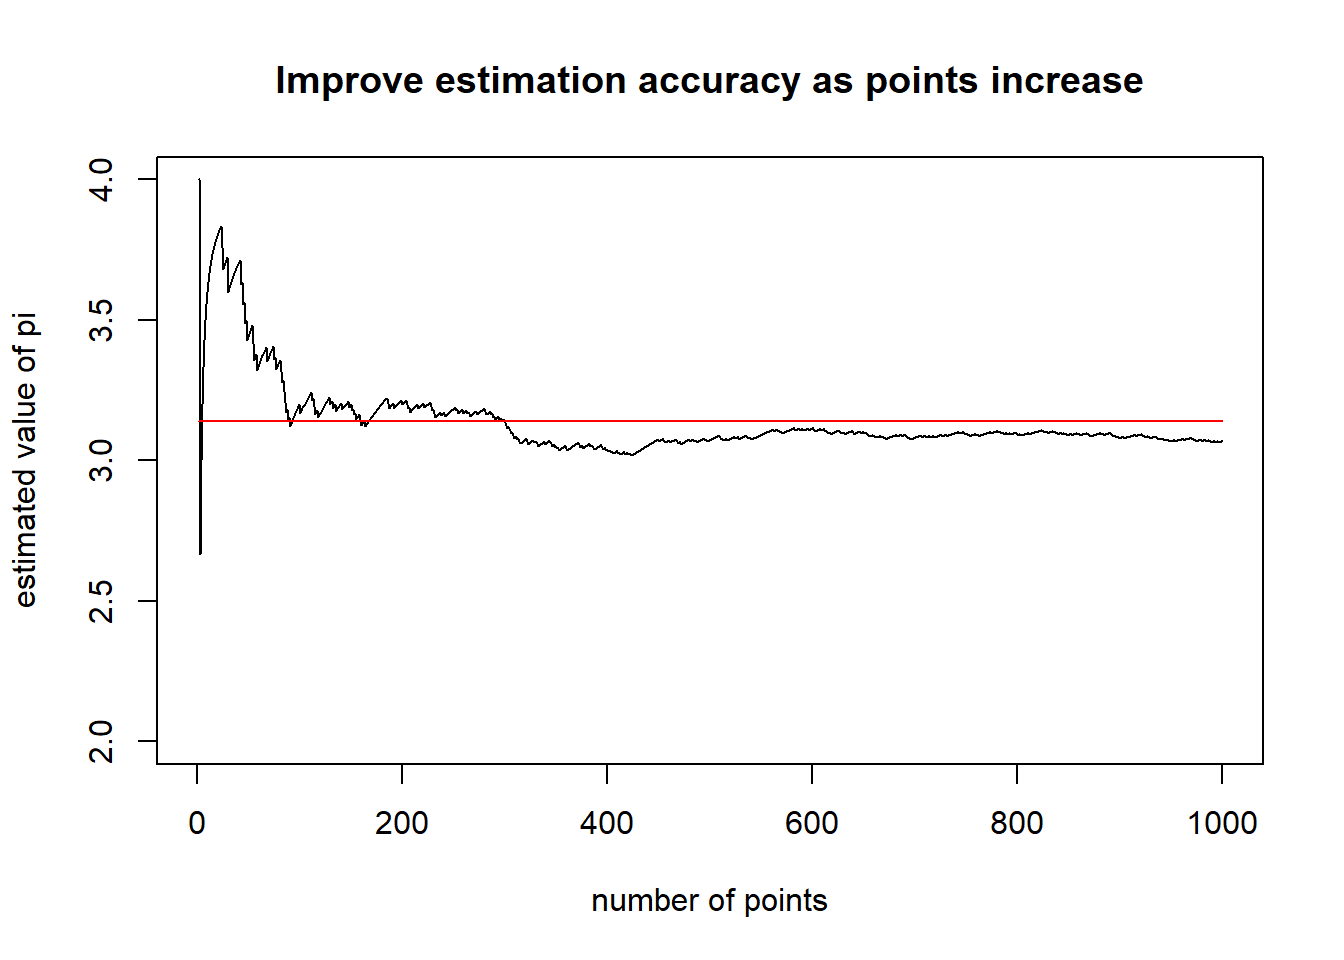 Improve estimation accuracy as points increase
estimated value of pi
4.0
3.5
3.0
2.5
2.0
0 200 400 600 800 1000
number of points